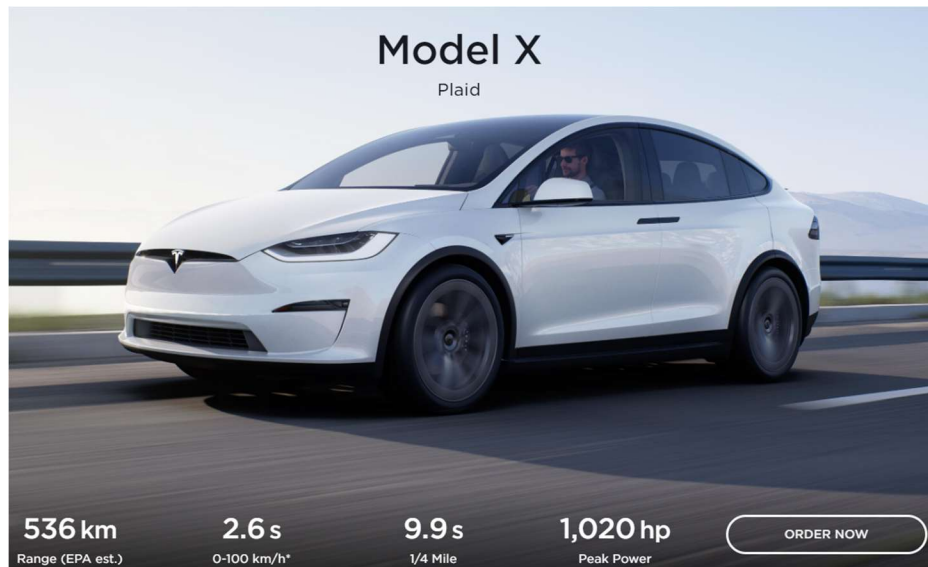 Model X
Plaid
536 km
Range (EPA est.)
2.6 s
0-100 km/h*
9.9 s
1/4 Mile
1,020 hp
Peak Power
ORDER NOW